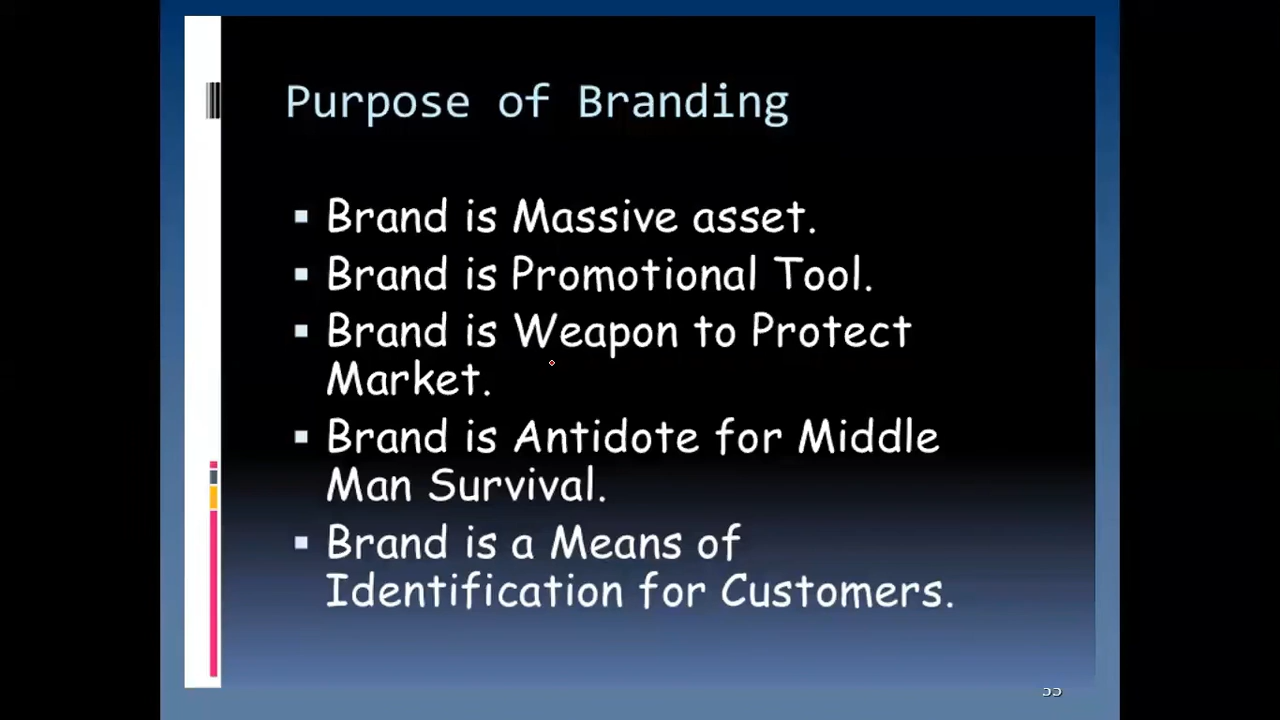 Purpose of Branding
Brand is Massive asset.
Brand is Promotional Tool.
Brand is Weapon to Protect
Market.
Brand is Antidote for Middle
Man Survival.
Brand is a Means of
Identification for Customers.